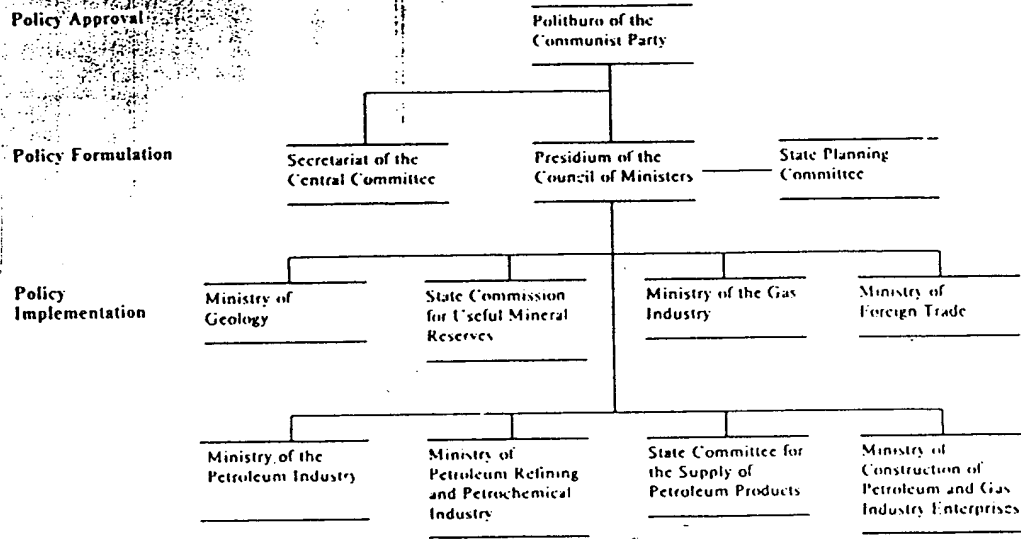 Policy Approval
Politburo of the
Communist Party
Policy Formulation
Secretariat of the
Central Committee
Presidium of the
Council of Ministers
State Planning
Committee
Policy
Implementation
Ministry of
Geology
State Commission
for Useful Mineral
Reserves
Ministry of the Gas
Industry
Ministry of
Foreign Trade
Ministry of the
Petroleum Industry
Ministry of
Petroleum Refining
and Petrochemical
Industry
State Committee for
the Supply of
Petroleum Products
Ministry of
Construction of
Petroleum and Gas
Industry Enterprises